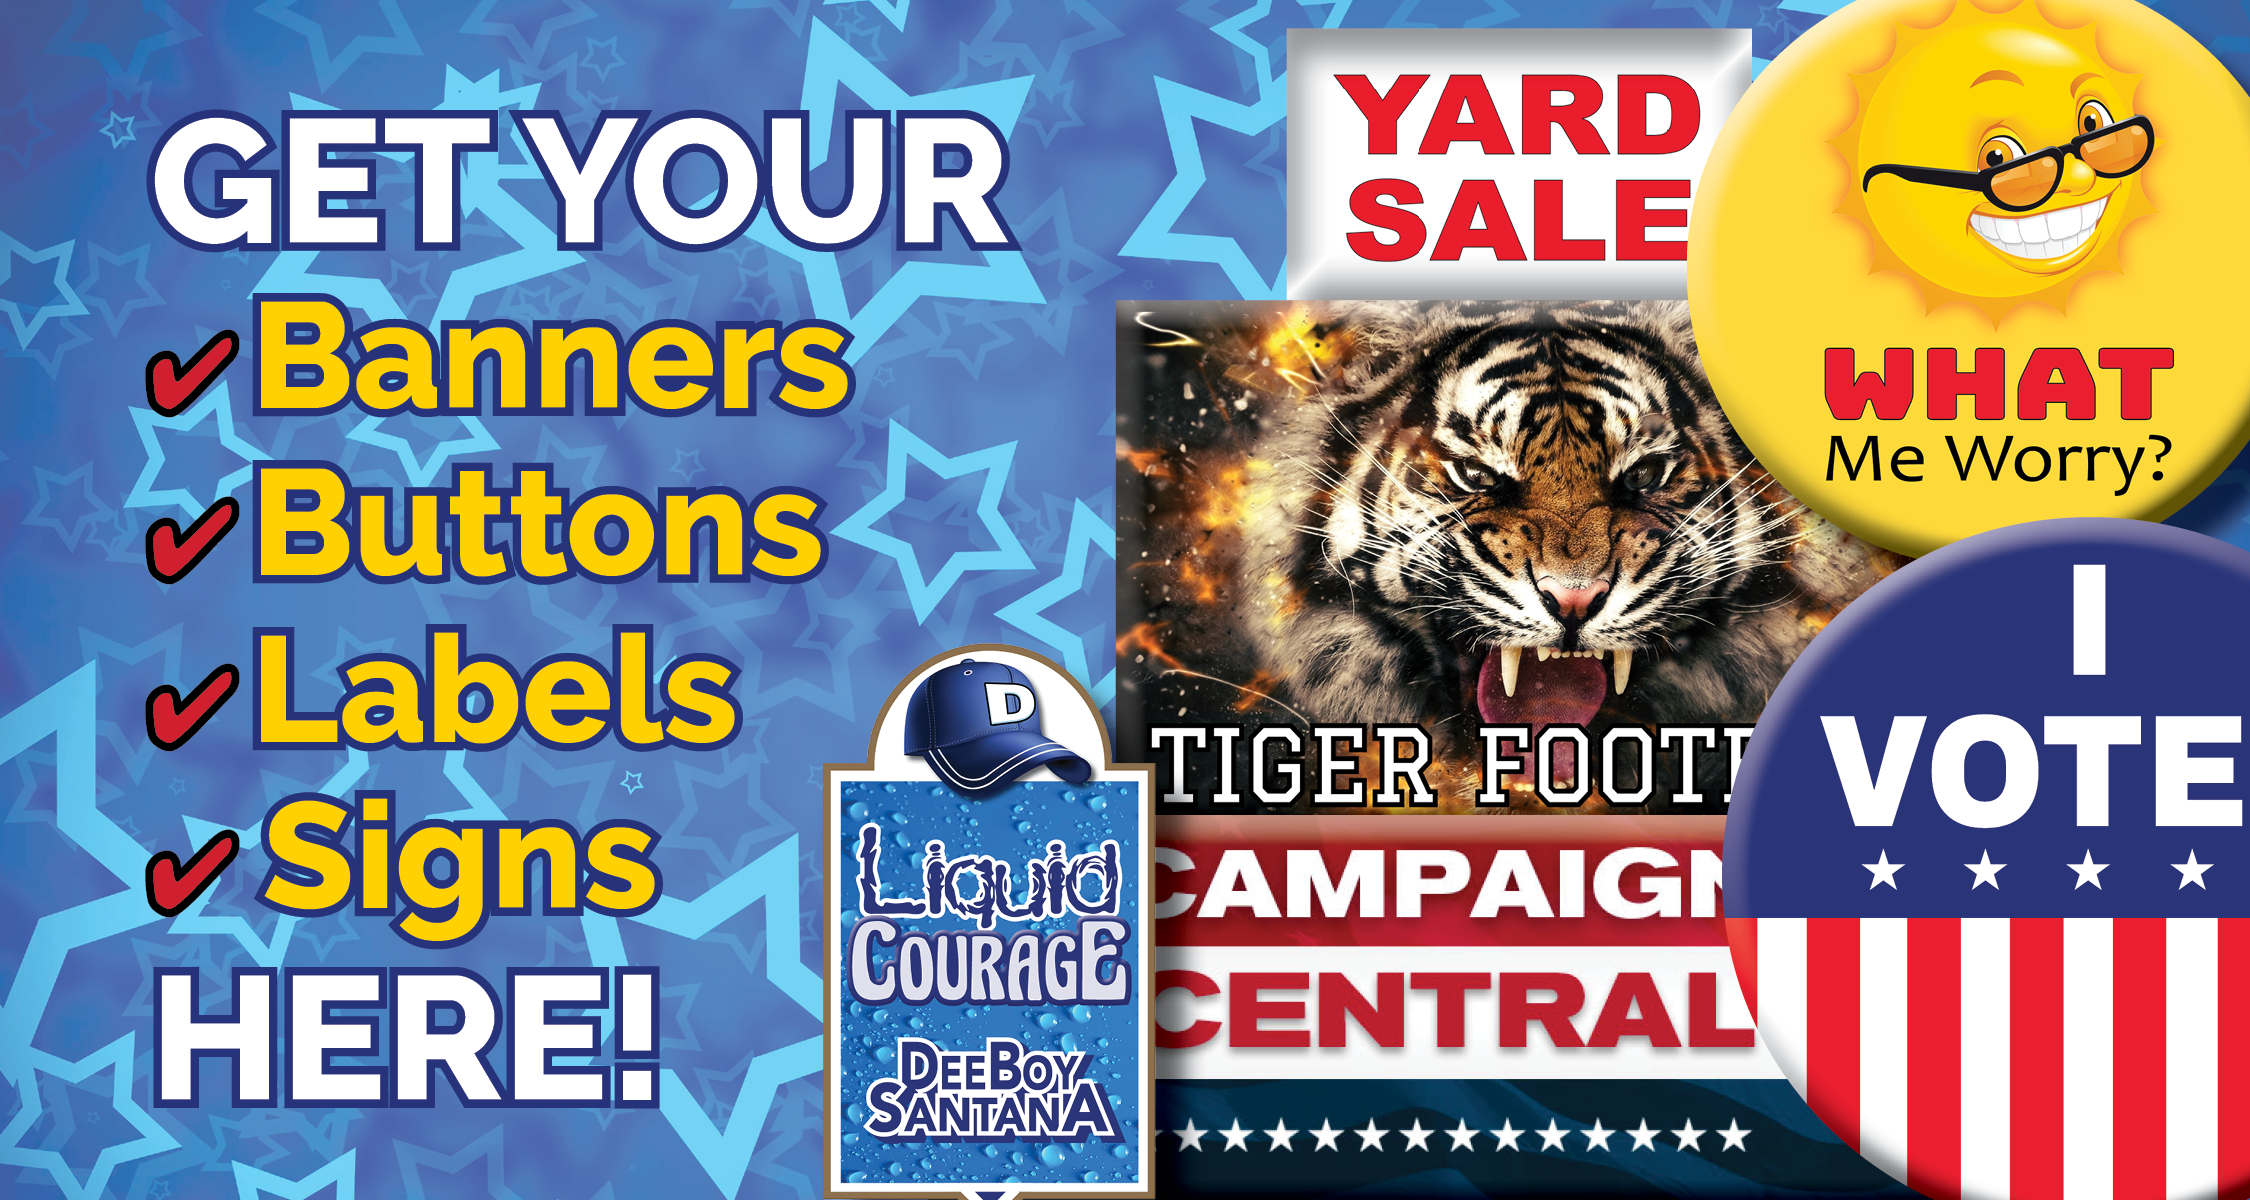 GET YOUR
✔ Banners
✔ Buttons
✔ Labels
✔ Signs
HERE!
YARD
SALE
WHAT
Me Worry?
TIGER FOOT
I
VOTE
CAMPAIGN
CENTRAL
D
Liquid
COURAGE
DEEBOY
SANTANA